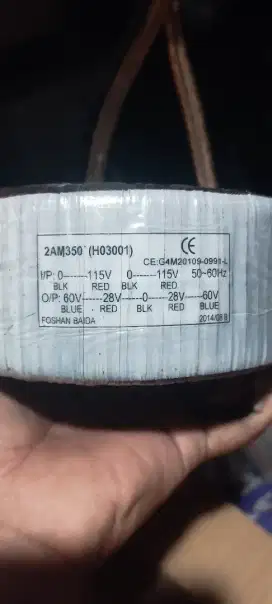 2AM350 (H03001) CE
CE:G4M20109-0991-L
I/P: 0------115V 0------115V 50~60Hz
BLK RED BLK RED
O/P: 60V------28V------0------28V------60V
BLUE RED BLK RED BLUE
FOSHAN BAIDA 2014/08 B